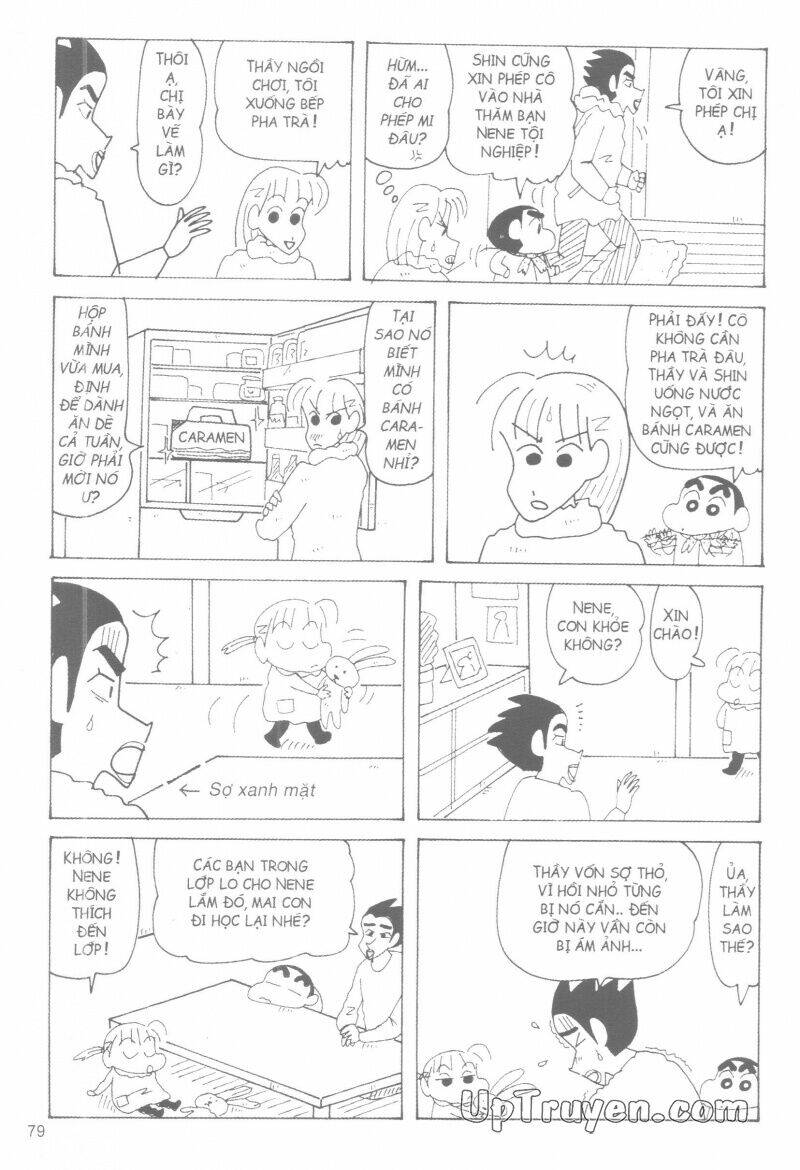 VÂNG,
TÔI XIN
PHÉP CHỊ
Ạ!
SHIN CŨNG
XIN PHÉP CÔ
VÀO NHÀ
THĂM BẠN
NENE TỘI
NGHIỆP!
HỪM...
ĐÃ AI
CHO
PHÉP MI
ĐÂU?
THẦY NGỒI
CHƠI, TÔI
XUỐNG BẾP
PHA TRÀ!
THÔI
Ạ,
CHỊ
BÀY
VẼ
LÀM
GÌ?
PHẢI ĐẤY! CÔ
KHÔNG CẦN
PHA TRÀ ĐÂU,
THẦY VÀ SHIN
UỐNG NƯỚC
NGỌT, VÀ ĂN
BÁNH CARAMEN
CŨNG ĐƯỢC!
TẠI
SAO NÓ
BIẾT
MÌNH
CÓ
BÁNH
CARA-
MEN
NHỈ?
CARAMEN
HỘP
BÁNH
MÌNH
VỪA MUA,
ĐỊNH
ĐỂ DÀNH
ĂN DÈ
CẢ TUẦN,
GIỜ PHẢI
MỜI NÓ
Ư?
XIN
CHÀO!
NENE,
CON KHỎE
KHÔNG?
← Sợ xanh mặt
ỦA,
THẦY
LÀM
SAO
THẾ?
THẦY VỐN SỢ THỎ,
VÌ HỒI NHỎ TỪNG
BỊ NÓ CẮN.. ĐẾN
GIỜ NÀY VẪN CÒN
BỊ ÁM ẢNH...
CÁC BẠN TRONG
LỚP LO CHO NENE
LẮM ĐÓ, MAI CON
ĐI HỌC LẠI NHÉ?
KHÔNG!
NENE
KHÔNG
THÍCH
ĐẾN
LỚP!
UpTruyen.com
79